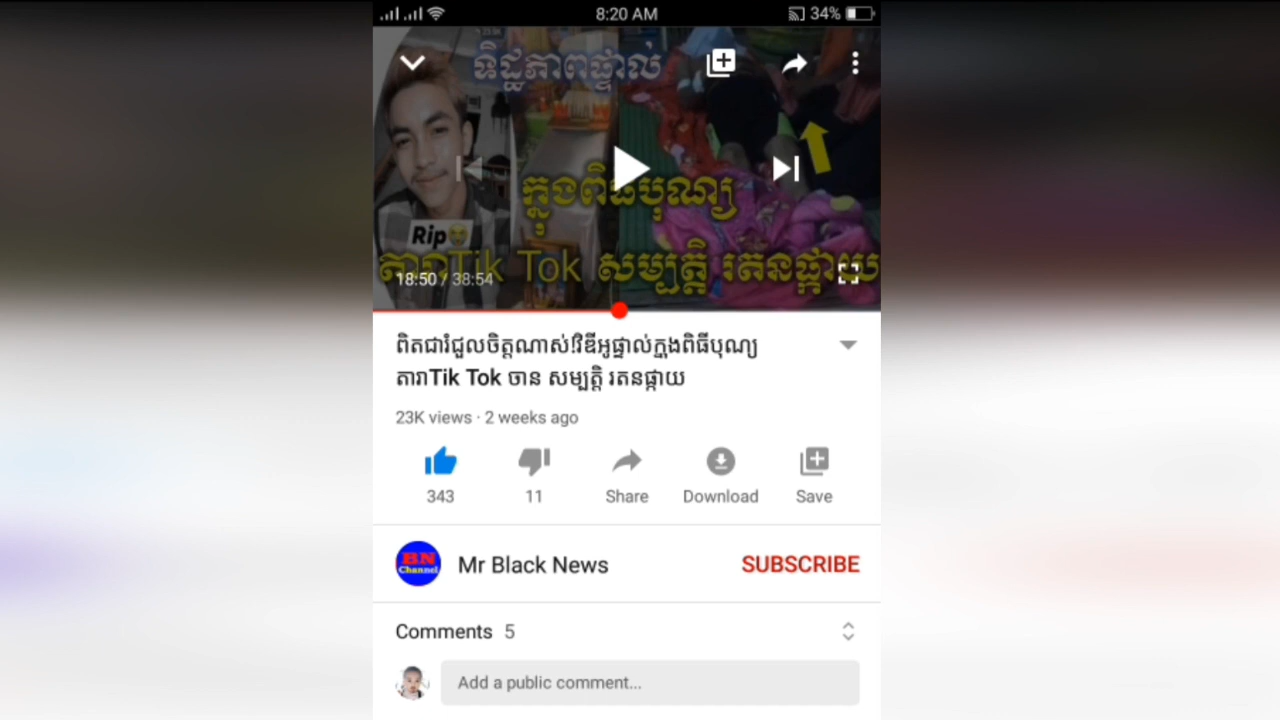 8:20 AM
34%
ទិដ្ឋភាពផ្ទាល់
ក្នុងពិធីបុណ្យ
Rip
តារាTik Tok សម្បត្តិ រតនផ្កាយ
18:50 / 38:54
ពិតជារំជួលចិត្តណាស់!វិឌីអូផ្ទាល់ក្នុងពិធីបុណ្យ
តារាTik Tok ចាន សម្បត្តិ រតនផ្កាយ
23K views · 2 weeks ago
343
11
Share
Download
Save
BN
Channel
Mr Black News
SUBSCRIBE
Comments 5
Add a public comment...